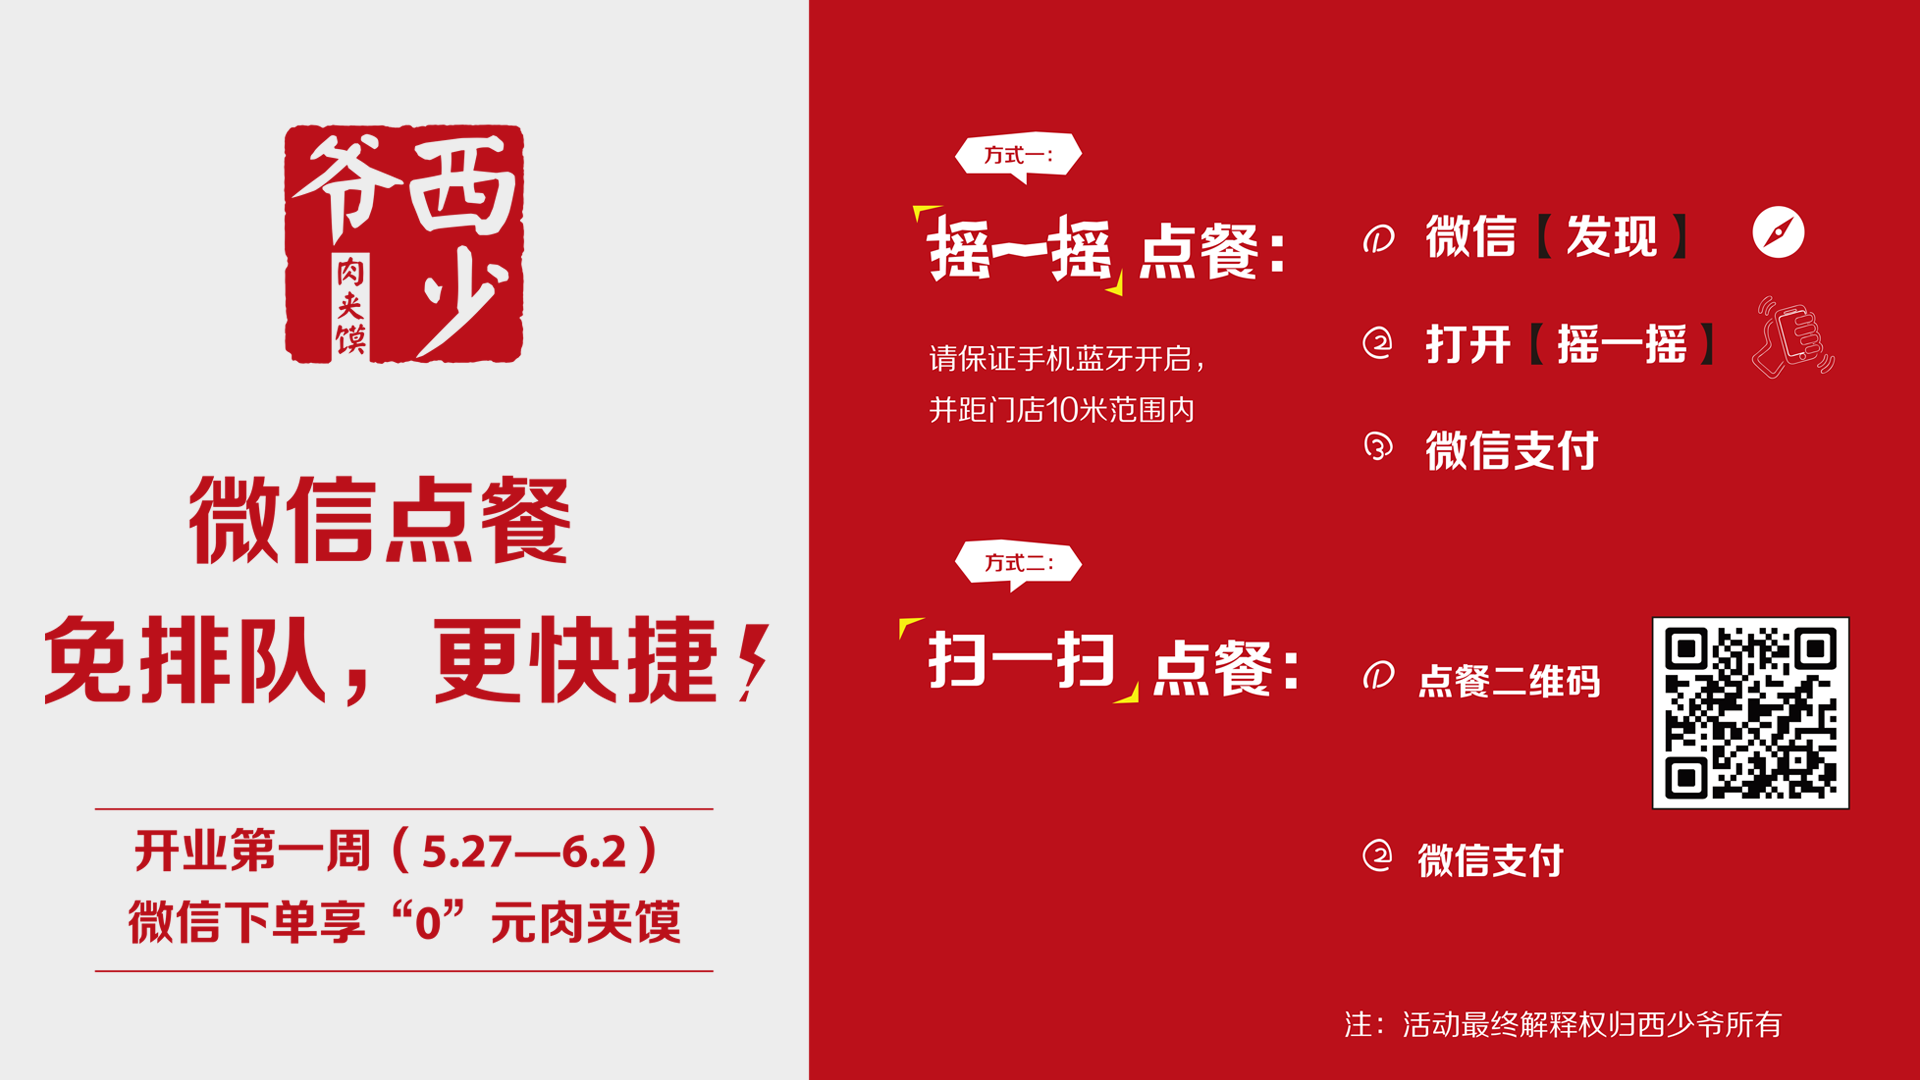 西少爷
肉夹馍
微信点餐
免排队，更快捷！
开业第一周（5.27—6.2）
微信下单享“0”元肉夹馍
方式一：
摇一摇 点餐：
请保证手机蓝牙开启，
并距门店10米范围内
① 微信【发现】
② 打开【摇一摇】
③ 微信支付
方式二：
扫一扫 点餐：
① 点餐二维码
② 微信支付
注：活动最终解释权归西少爷所有